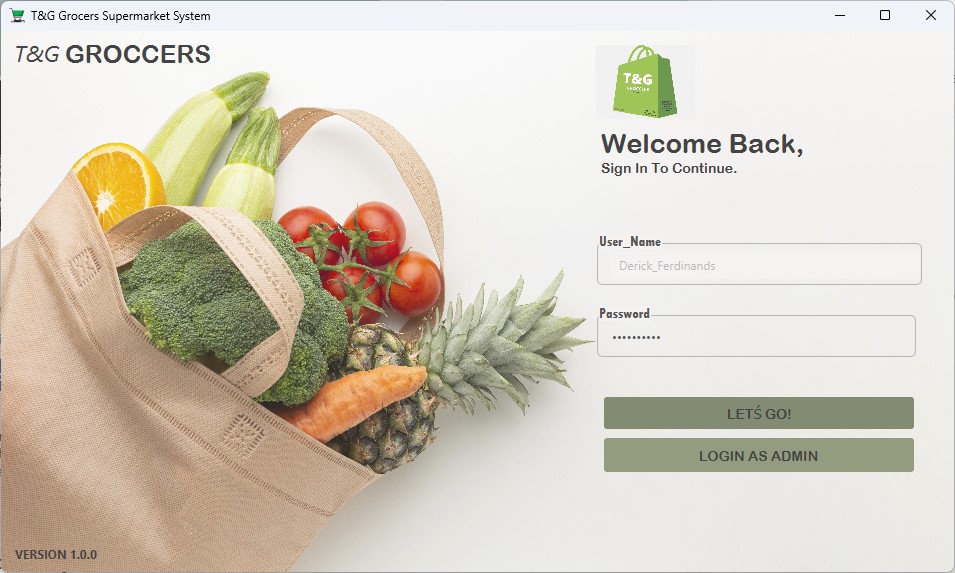 T&G Grocers Supermarket System
T&G GROCCERS
T&G
Welcome Back,
Sign In To Continue.
User_Name
Derick_Ferdinands
Password
••••••••••
LETŚ GO!
LOGIN AS ADMIN
VERSION 1.0.0